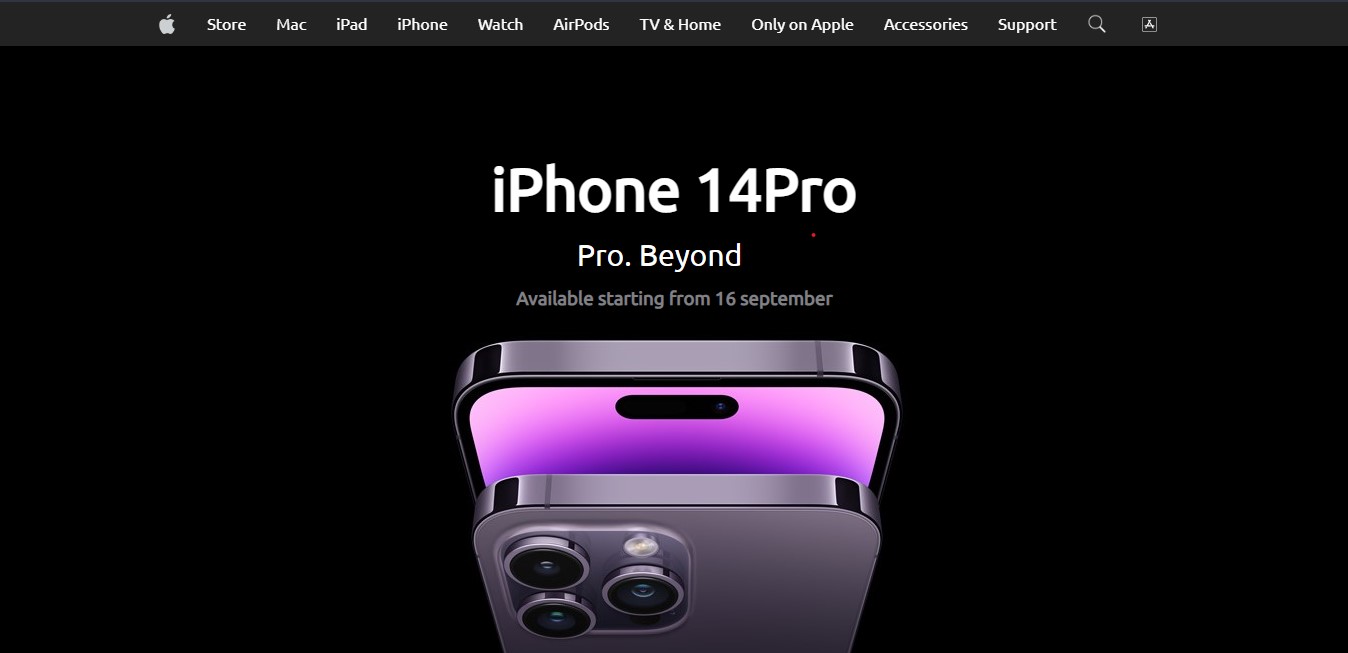 Store Mac iPad iPhone Watch AirPods TV & Home Only on Apple Accessories Support
iPhone 14Pro
Pro. Beyond
Available starting from 16 september